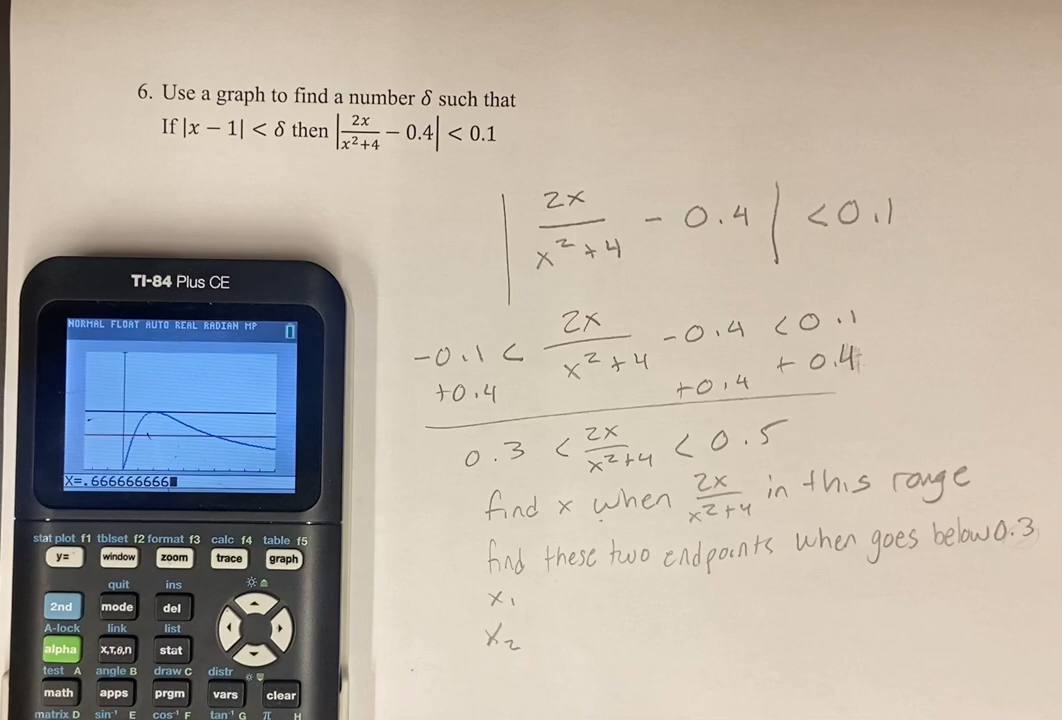 6. Use a graph to find a number δ such that
If |x − 1| < δ then |2x/(x²+4) − 0.4| < 0.1
| 2x/(x²+4) - 0.4 | < 0.1
-0.1 < 2x/(x²+4) - 0.4 < 0.1
+0.4 +0.4 + 0.4
0.3 < 2x/(x²+4) < 0.5
find x when 2x/(x²+4) in this range
find these two endpoints when goes below 0.3
x₁
x₂
TI-84 Plus CE
NORMAL FLOAT AUTO REAL RADIAN MP
X=.666666666
stat plot f1 tblset f2 format f3 calc f4 table f5
y= window zoom trace graph
quit ins
2nd mode del
A-lock link list
alpha X,T,θ,n stat
test A angle B draw C distr
math apps prgm vars clear
matrix D sin⁻¹ E cos⁻¹ F tan⁻¹ G π H